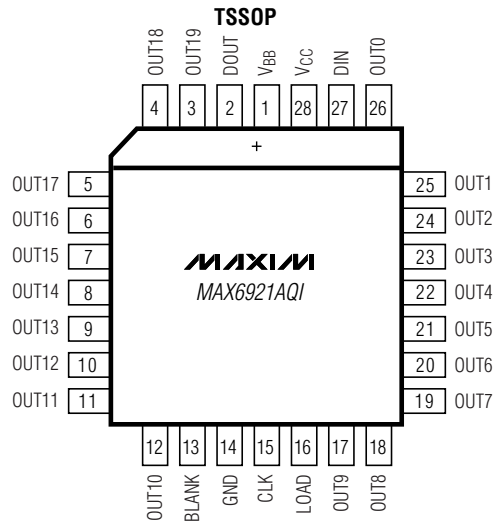 TSSOP
OUT18
OUT19
DOUT
VBB
VCC
DIN
OUT0
4 3 2 1 28 27 26
+
OUT17 5
25 OUT1
OUT16 6
24 OUT2
OUT15 7
23 OUT3
MAXIM
OUT14 8
MAX6921AQI
22 OUT4
OUT13 9
21 OUT5
OUT12 10
20 OUT6
OUT11 11
19 OUT7
12 13 14 15 16 17 18
OUT10
BLANK
GND
CLK
LOAD
OUT9
OUT8